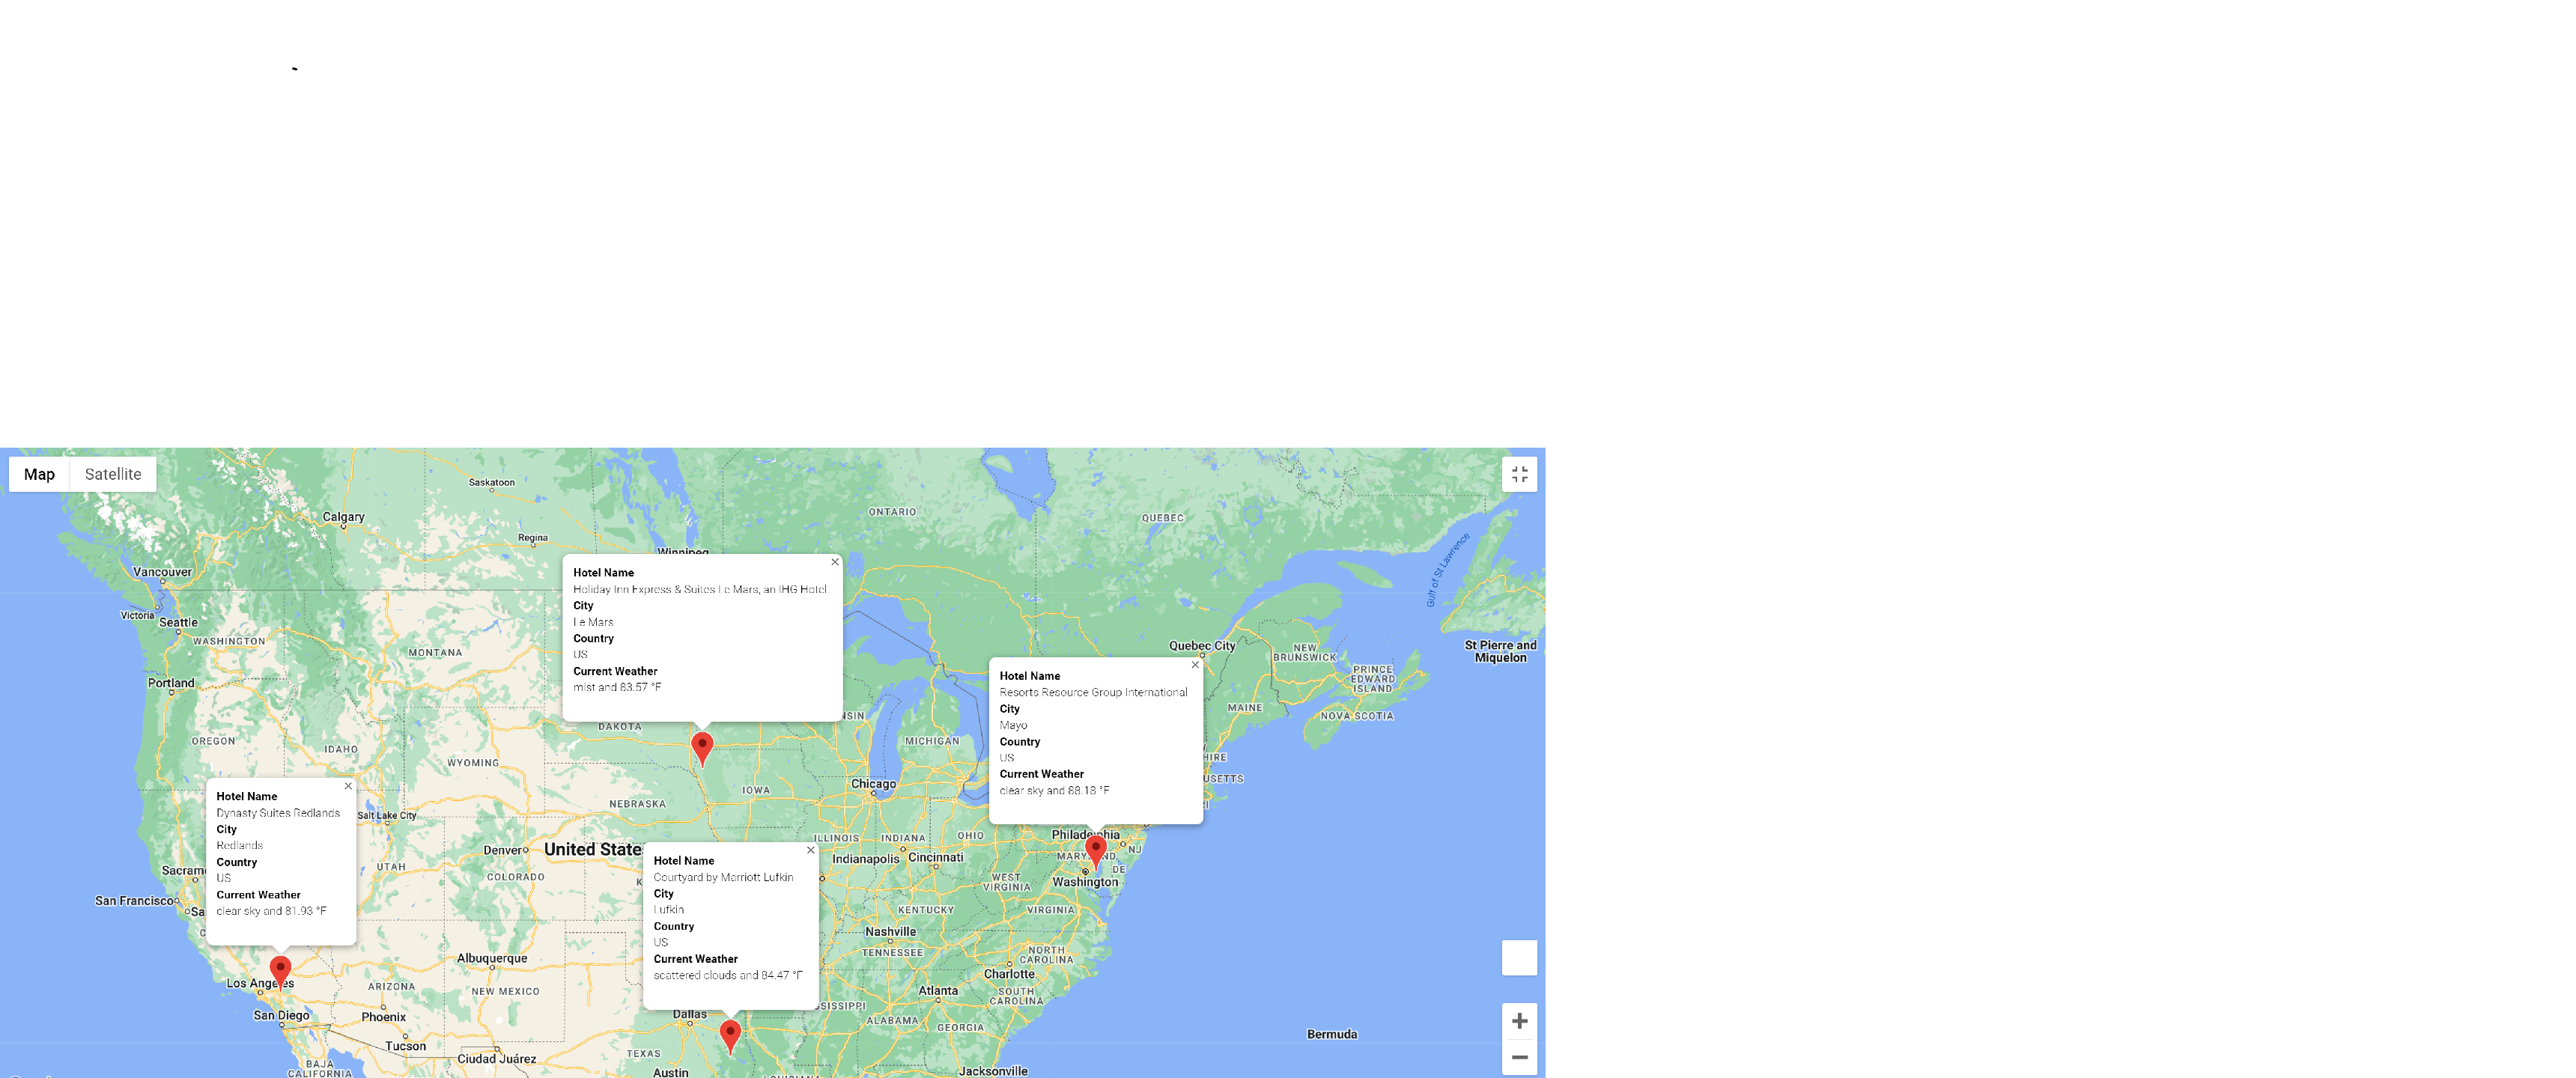 Map
Satellite
Saskatoon
Calgary
Regina
Winnipeg
ONTARIO
QUEBEC
Gulf of St Lawrence
Vancouver
Victoria
Seattle
WASHINGTON
MONTANA
Portland
OREGON
IDAHO
WYOMING
Hotel Name
Holiday Inn Express & Suites Le Mars, an IHG Hotel
City
Le Mars
Country
US
Current Weather
mist and 83.57 °F
DAKOTA
MICHIGAN
Chicago
IOWA
NEBRASKA
Quebec City
NEW
BRUNSWICK
PRINCE
EDWARD
ISLAND
NOVA SCOTIA
MAINE
St Pierre and
Miquelon
Hotel Name
Resorts Resource Group International
City
Mayo
Country
US
Current Weather
clear sky and 88.18 °F
Hotel Name
Dynasty Suites Redlands
City
Redlands
Country
US
Current Weather
clear sky and 81.93 °F
Salt Lake City
UTAH
Denver
COLORADO
United States
San Francisco
Hotel Name
Courtyard by Marriott Lufkin
City
Lufkin
Country
US
Current Weather
scattered clouds and 84.47 °F
ILLINOIS
INDIANA
OHIO
Indianapolis
Cincinnati
Philadelphia
MARYLAND
NJ
DE
Washington
WEST
VIRGINIA
KENTUCKY
VIRGINIA
Nashville
TENNESSEE
NORTH
CAROLINA
Charlotte
SOUTH
CAROLINA
Atlanta
ALABAMA
GEORGIA
Los Angeles
San Diego
ARIZONA
Phoenix
Tucson
Albuquerque
NEW MEXICO
Ciudad Juárez
BAJA
CALIFORNIA
Dallas
TEXAS
Austin
Jacksonville
Bermuda